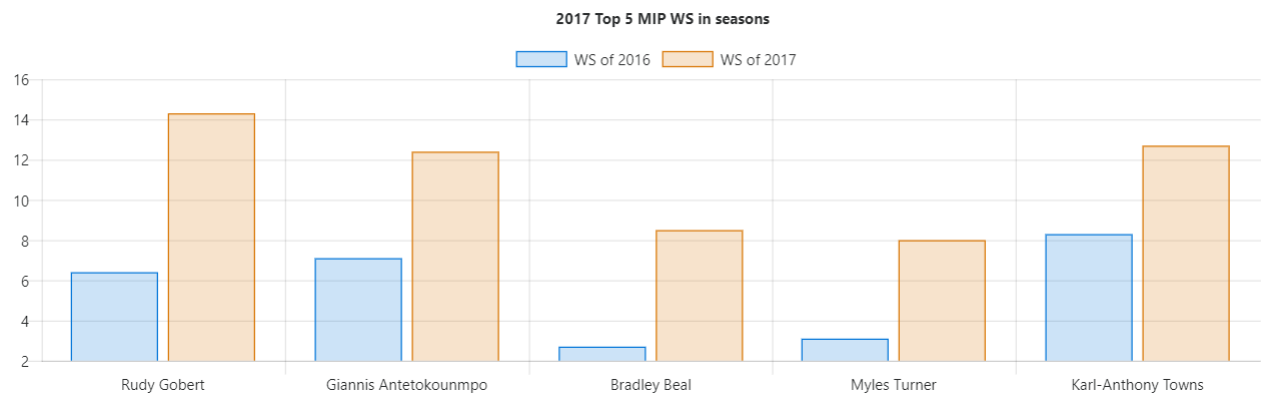 2017 Top 5 MIP WS in seasons
WS of 2016 WS of 2017
16
14
12
10
8
6
4
2
Rudy Gobert Giannis Antetokounmpo Bradley Beal Myles Turner Karl-Anthony Towns